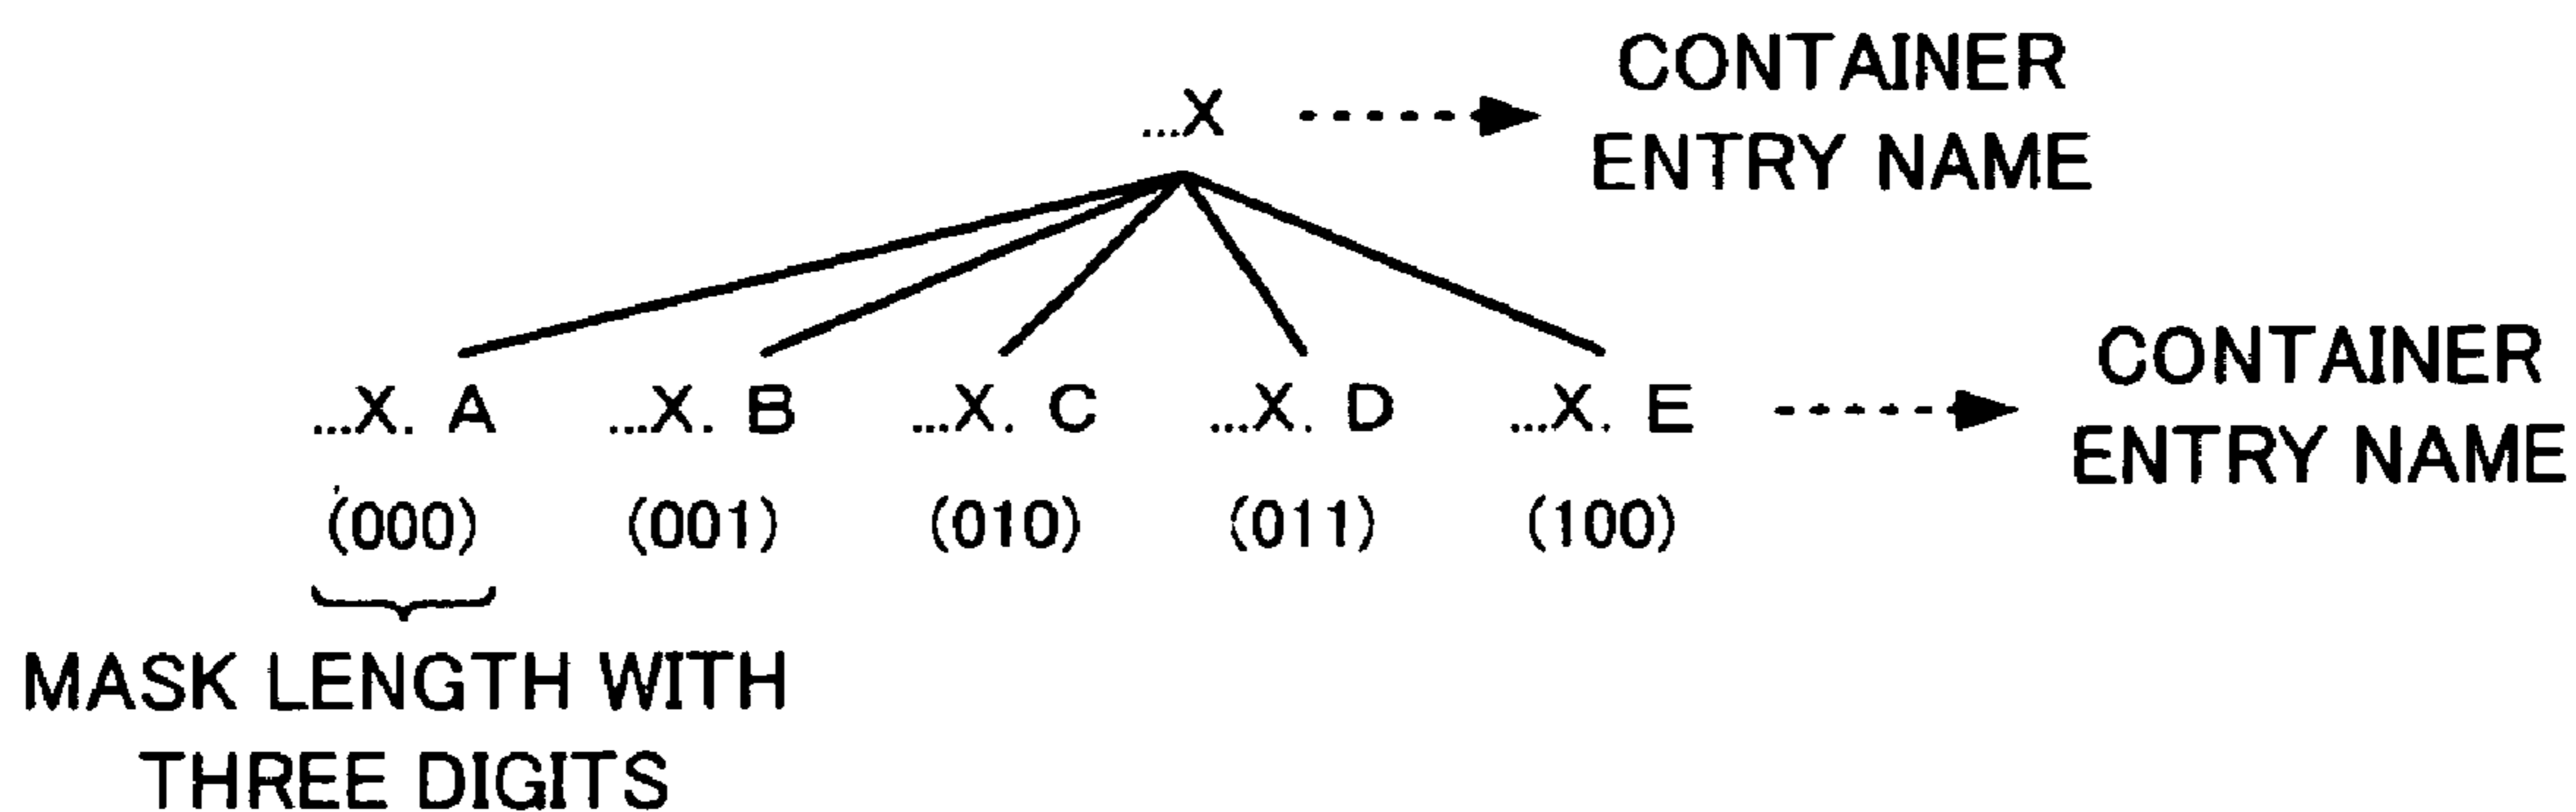 CONTAINER
...X
ENTRY NAME
...X. A ...X. B ...X. C ...X. D ...X. E
CONTAINER
ENTRY NAME
(000) (001) (010) (011) (100)
MASK LENGTH WITH
THREE DIGITS